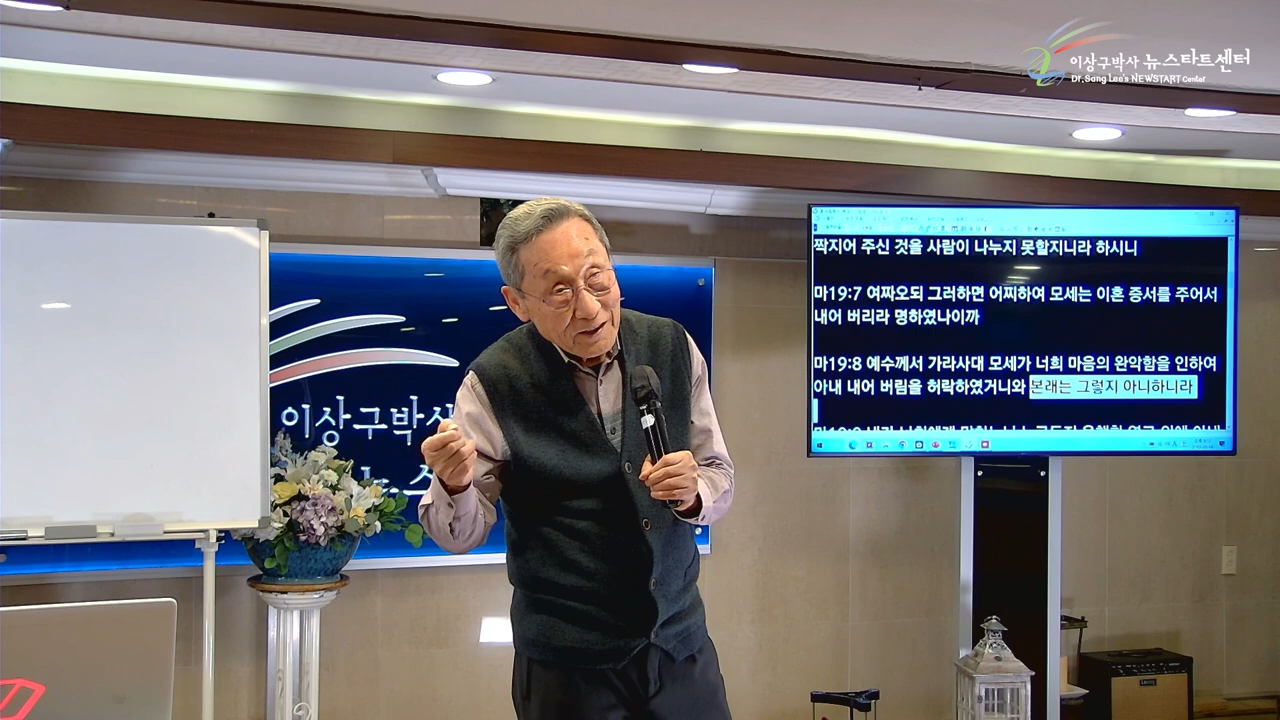 이상구박사 뉴스타트센터
Dr. Sang Lee's NEWSTART Center
짝지어 주신 것을 사람이 나누지 못할지니라 하시니
마19:7 여짜오되 그러하면 어찌하여 모세는 이혼 증서를 주어서
내어 버리라 명하였나이까
마19:8 예수께서 가라사대 모세가 너희 마음의 완악함을 인하여
아내 내어 버림을 허락하였거니와 본래는 그렇지 아니하니라
이상구박사